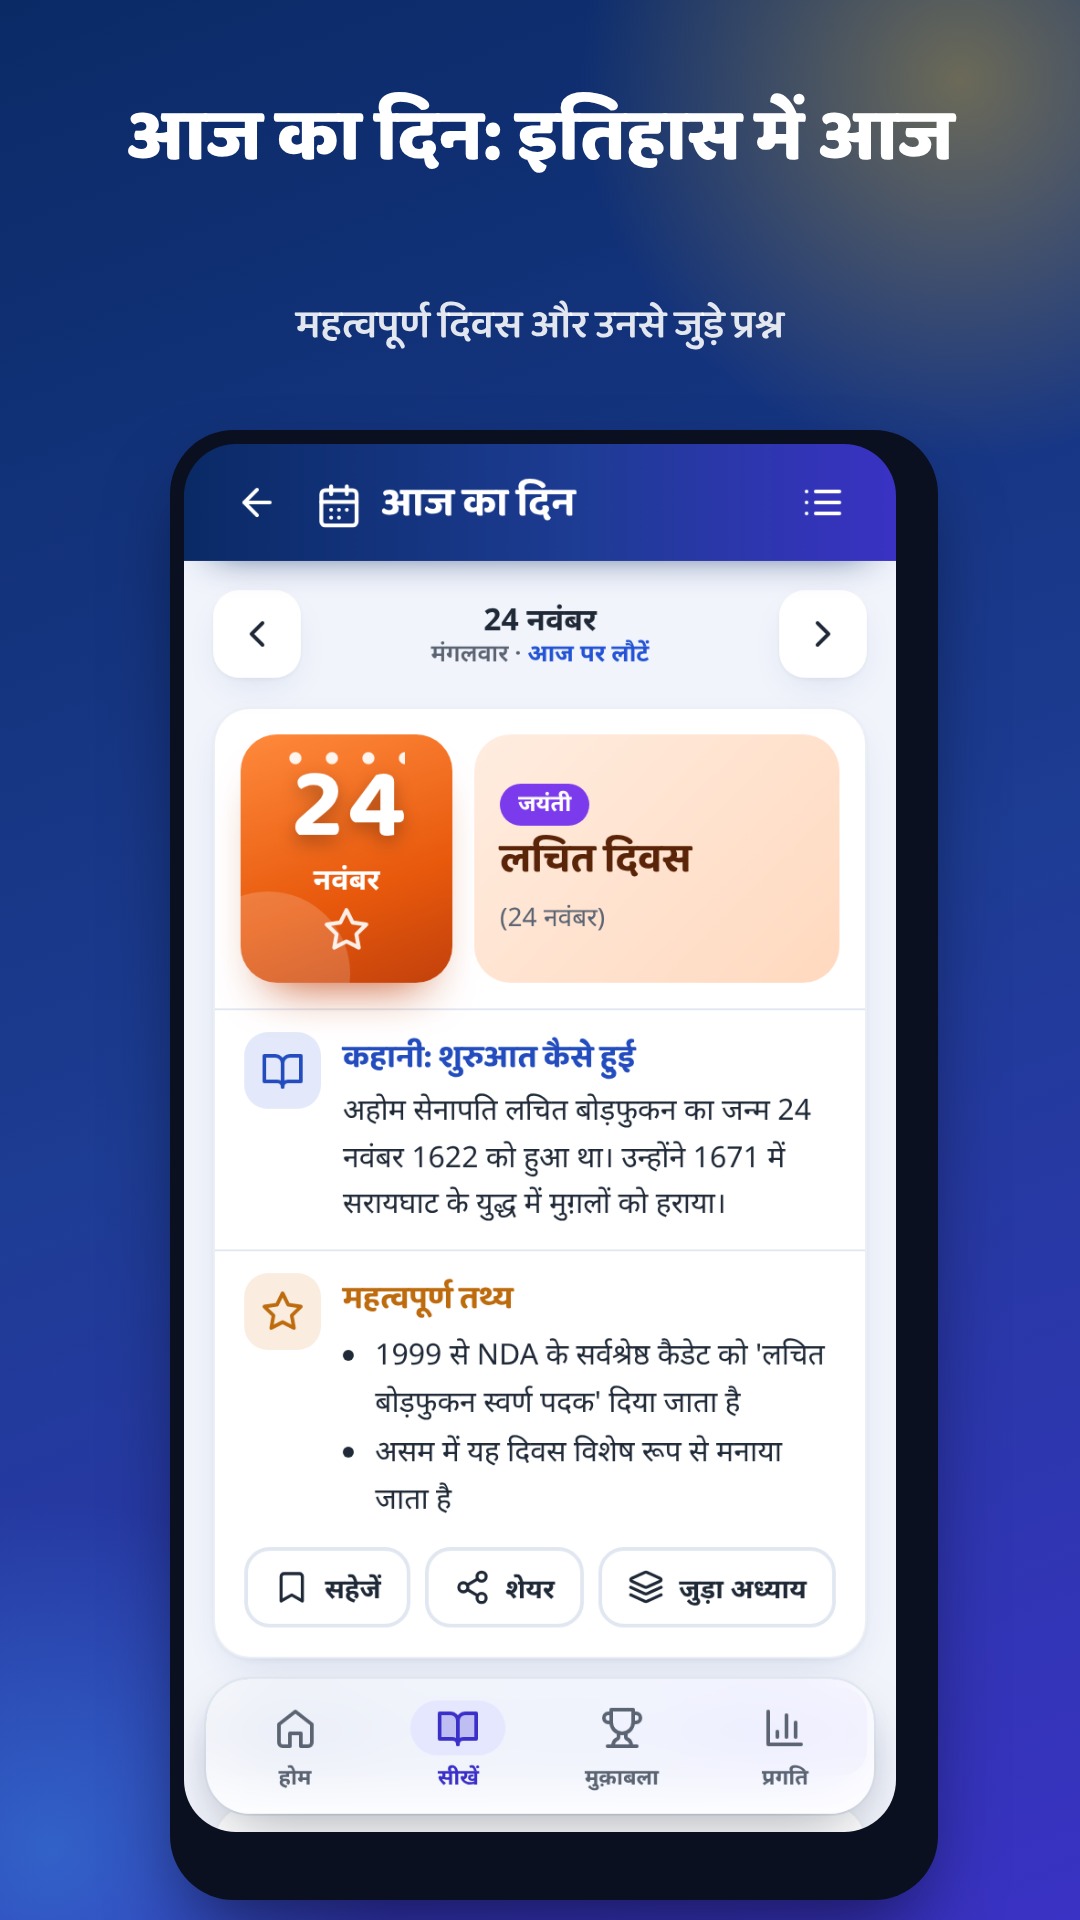 आज का दिन: इतिहास में आज
महत्वपूर्ण दिवस और उनसे जुड़े प्रश्न
आज का दिन
24 नवंबर
मंगलवार · आज पर लौटें
24
नवंबर
जयंती
लचित दिवस
(24 नवंबर)
कहानी: शुरुआत कैसे हुई
अहोम सेनापति लचित बोड़फुकन का जन्म 24
नवंबर 1622 को हुआ था। उन्होंने 1671 में
सरायघाट के युद्ध में मुग़लों को हराया।
महत्वपूर्ण तथ्य
• 1999 से NDA के सर्वश्रेष्ठ कैडेट को 'लचित
बोड़फुकन स्वर्ण पदक' दिया जाता है
• असम में यह दिवस विशेष रूप से मनाया
जाता है
सहेजें शेयर जुड़ा अध्याय
होम सीखें मुक़ाबला प्रगति